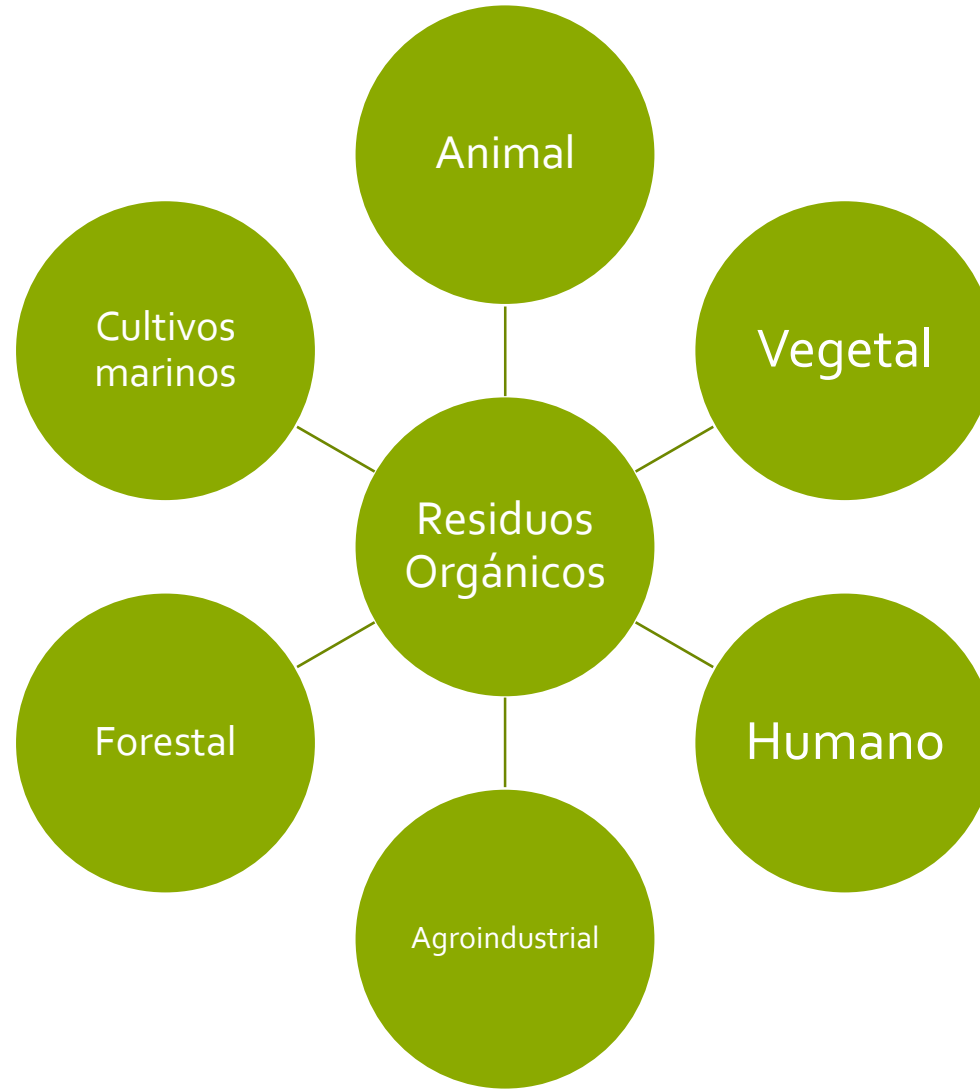 Animal
Cultivos
marinos
Vegetal
Residuos
Orgánicos
Forestal
Humano
Agroindustrial